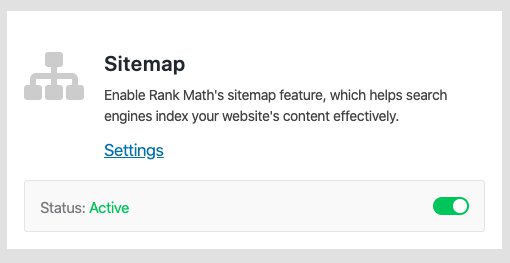 Sitemap
Enable Rank Math's sitemap feature, which helps search
engines index your website's content effectively.
Settings
Status: Active